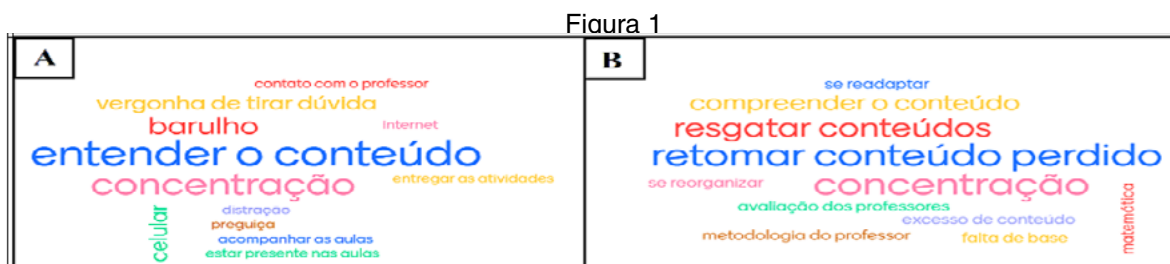 Figura 1
A
contato com o professor
vergonha de tirar dúvida
barulho
Internet
entender o conteúdo
concentração
entregar as atividades
celular
distração
preguiça
acompanhar as aulas
estar presente nas aulas
B
se readaptar
compreender o conteúdo
resgatar conteúdos
retomar conteúdo perdido
se reorganizar
concentração
avaliação dos professores
excesso de conteúdo
metodologia do professor
falta de base
matemática